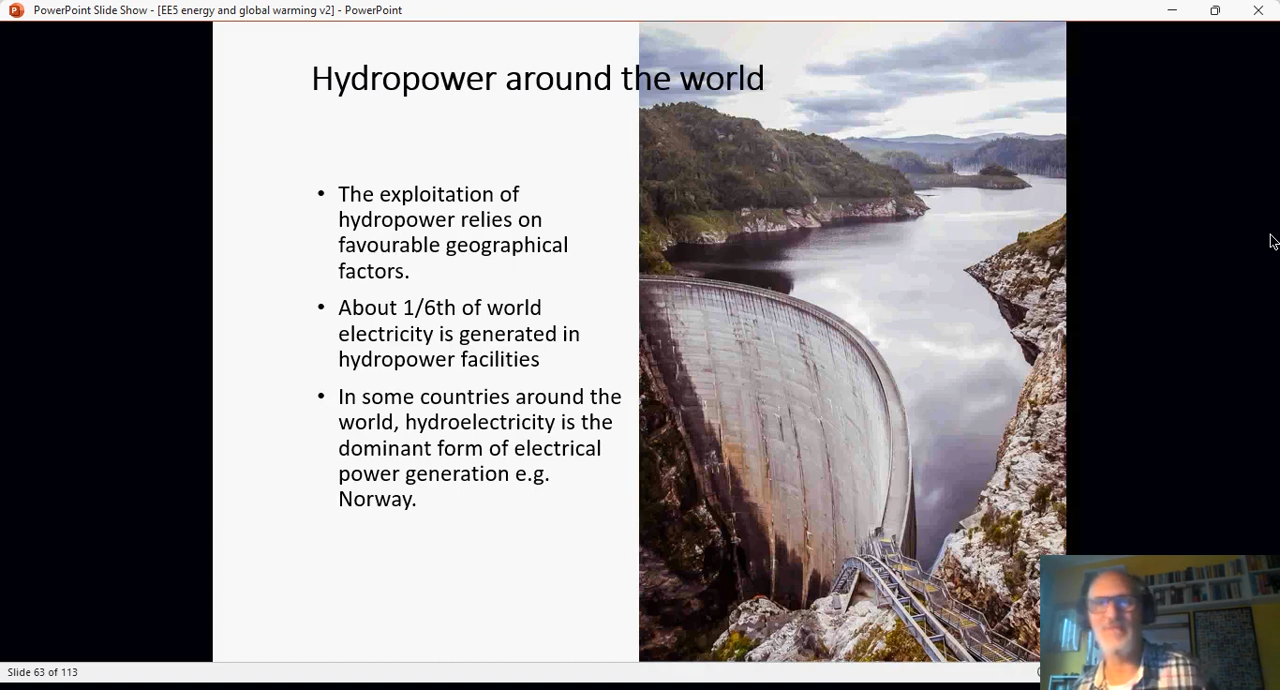 PowerPoint Slide Show - [EE5 energy and global warming v2] - PowerPoint
Hydropower around the world
• The exploitation of
hydropower relies on
favourable geographical
factors.
• About 1/6th of world
electricity is generated in
hydropower facilities
• In some countries around the
world, hydroelectricity is the
dominant form of electrical
power generation e.g.
Norway.
Slide 63 of 113